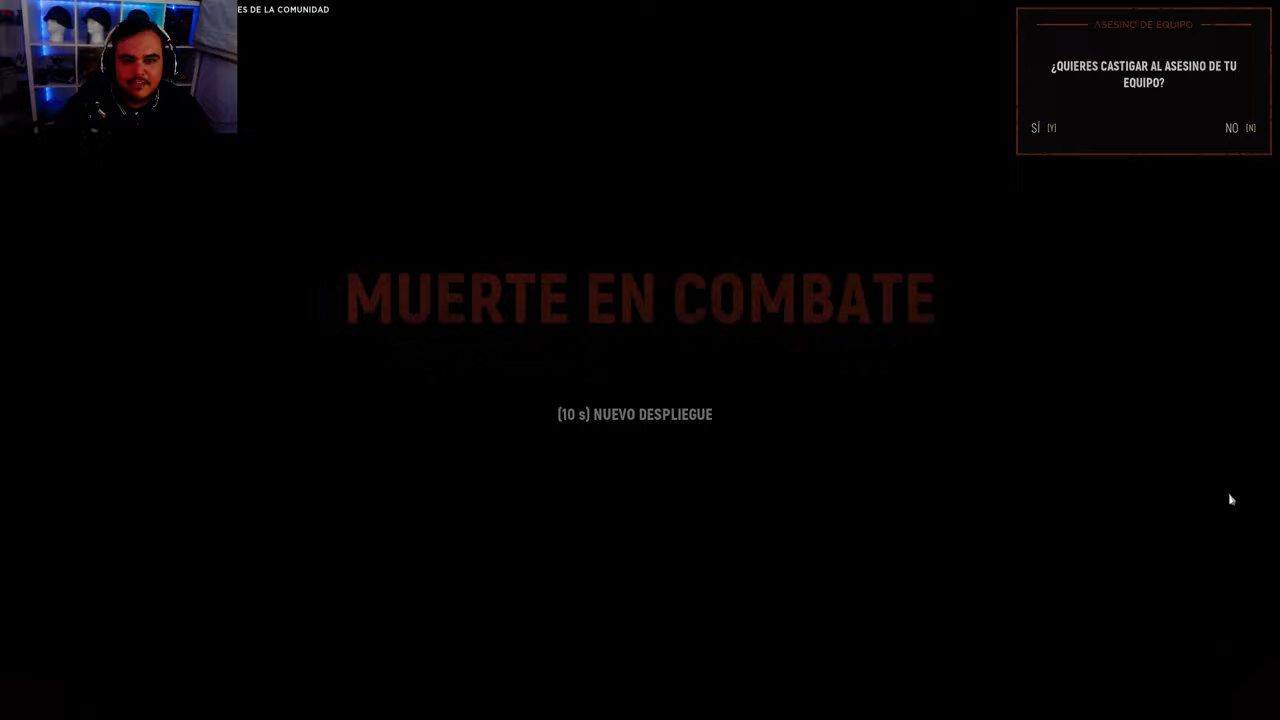 ES DE LA COMUNIDAD
ASESINO DE EQUIPO
¿QUIERES CASTIGAR AL ASESINO DE TU
EQUIPO?
SÍ [Y]
NO [N]
MUERTE EN COMBATE
(10 s) NUEVO DESPLIEGUE